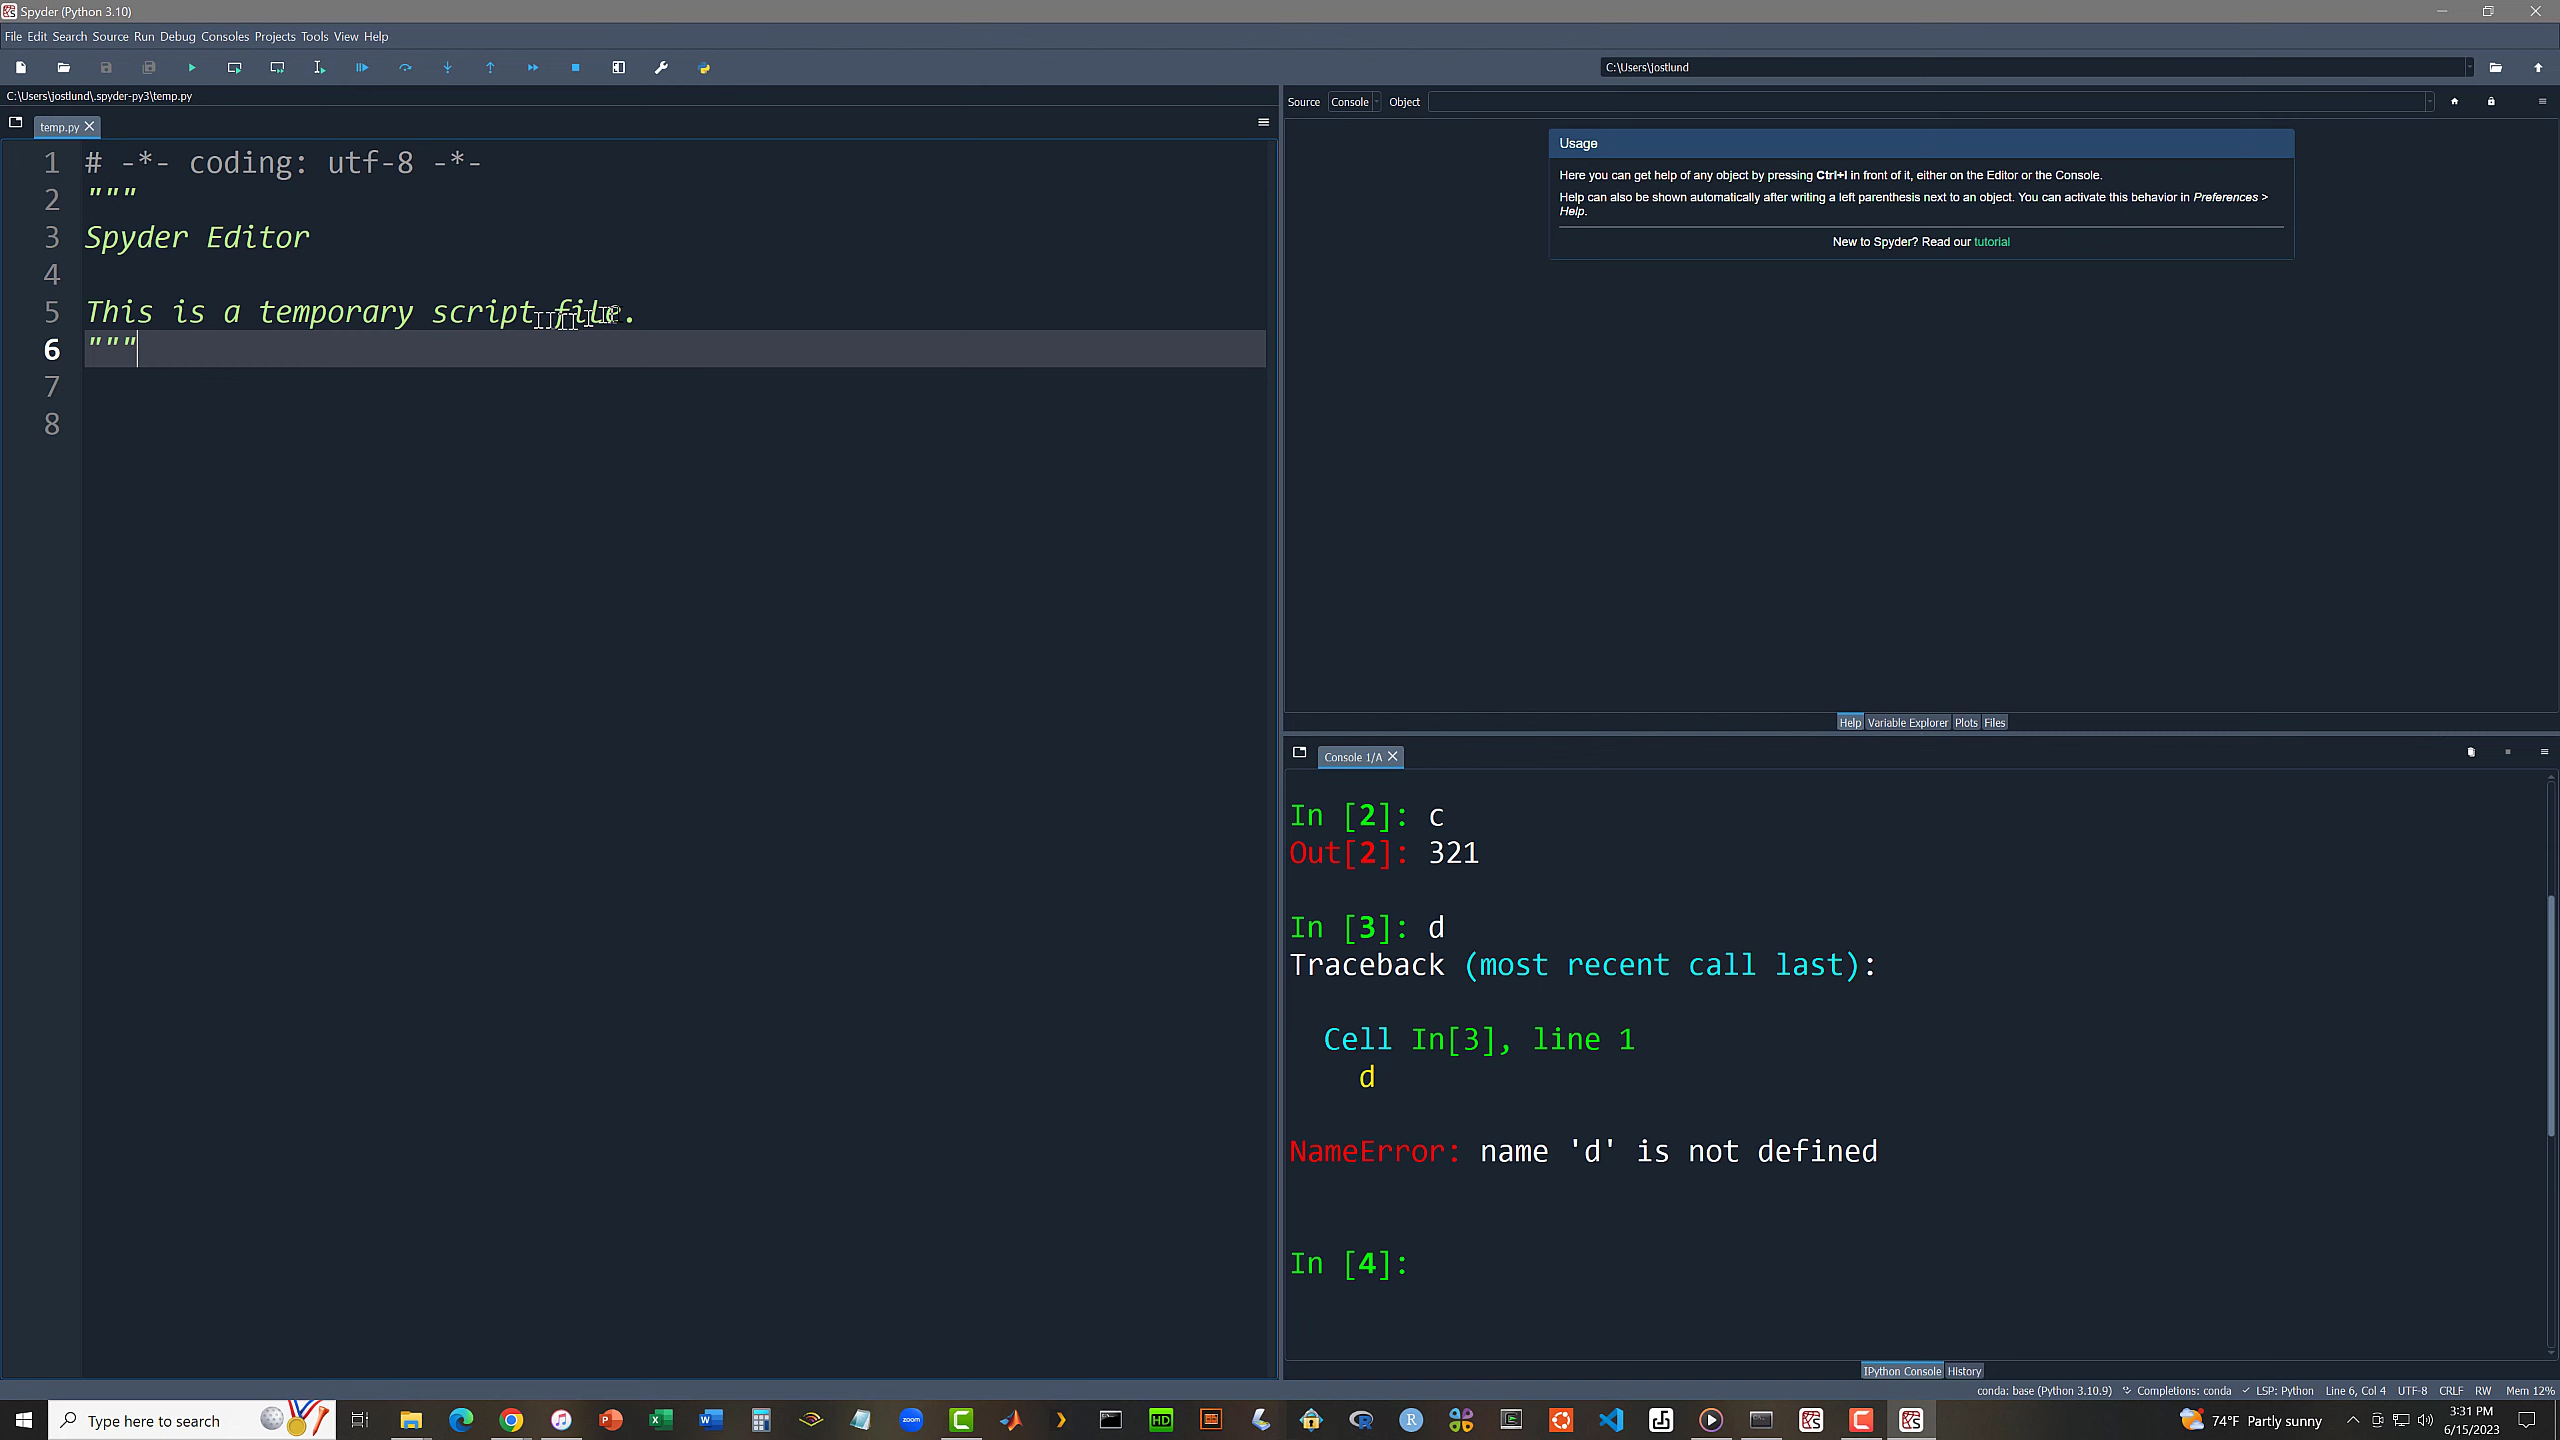 Spyder (Python 3.10)
File Edit Search Source Run Debug Consoles Projects Tools View Help
C:\Users\jostlund
C:\Users\jostlund\.spyder-py3\temp.py
temp.py
1 # -*- coding: utf-8 -*-
2 """
3 Spyder Editor
4
5 This is a temporary script file.
6 """
7
8
Source Console Object
Usage
Here you can get help of any object by pressing Ctrl+I in front of it, either on the Editor or the Console.
Help can also be shown automatically after writing a left parenthesis next to an object. You can activate this behavior in Preferences >
Help.
New to Spyder? Read our tutorial
Help Variable Explorer Plots Files
Console 1/A
In [2]: c
Out[2]: 321
In [3]: d
Traceback (most recent call last):
Cell In[3], line 1
d
NameError: name 'd' is not defined
In [4]:
IPython Console History
conda: base (Python 3.10.9) Completions: conda LSP: Python Line 6, Col 4 UTF-8 CRLF RW Mem 12%
Type here to search
zoom
HD
R
R
74°F Partly sunny
3:31 PM
6/15/2023